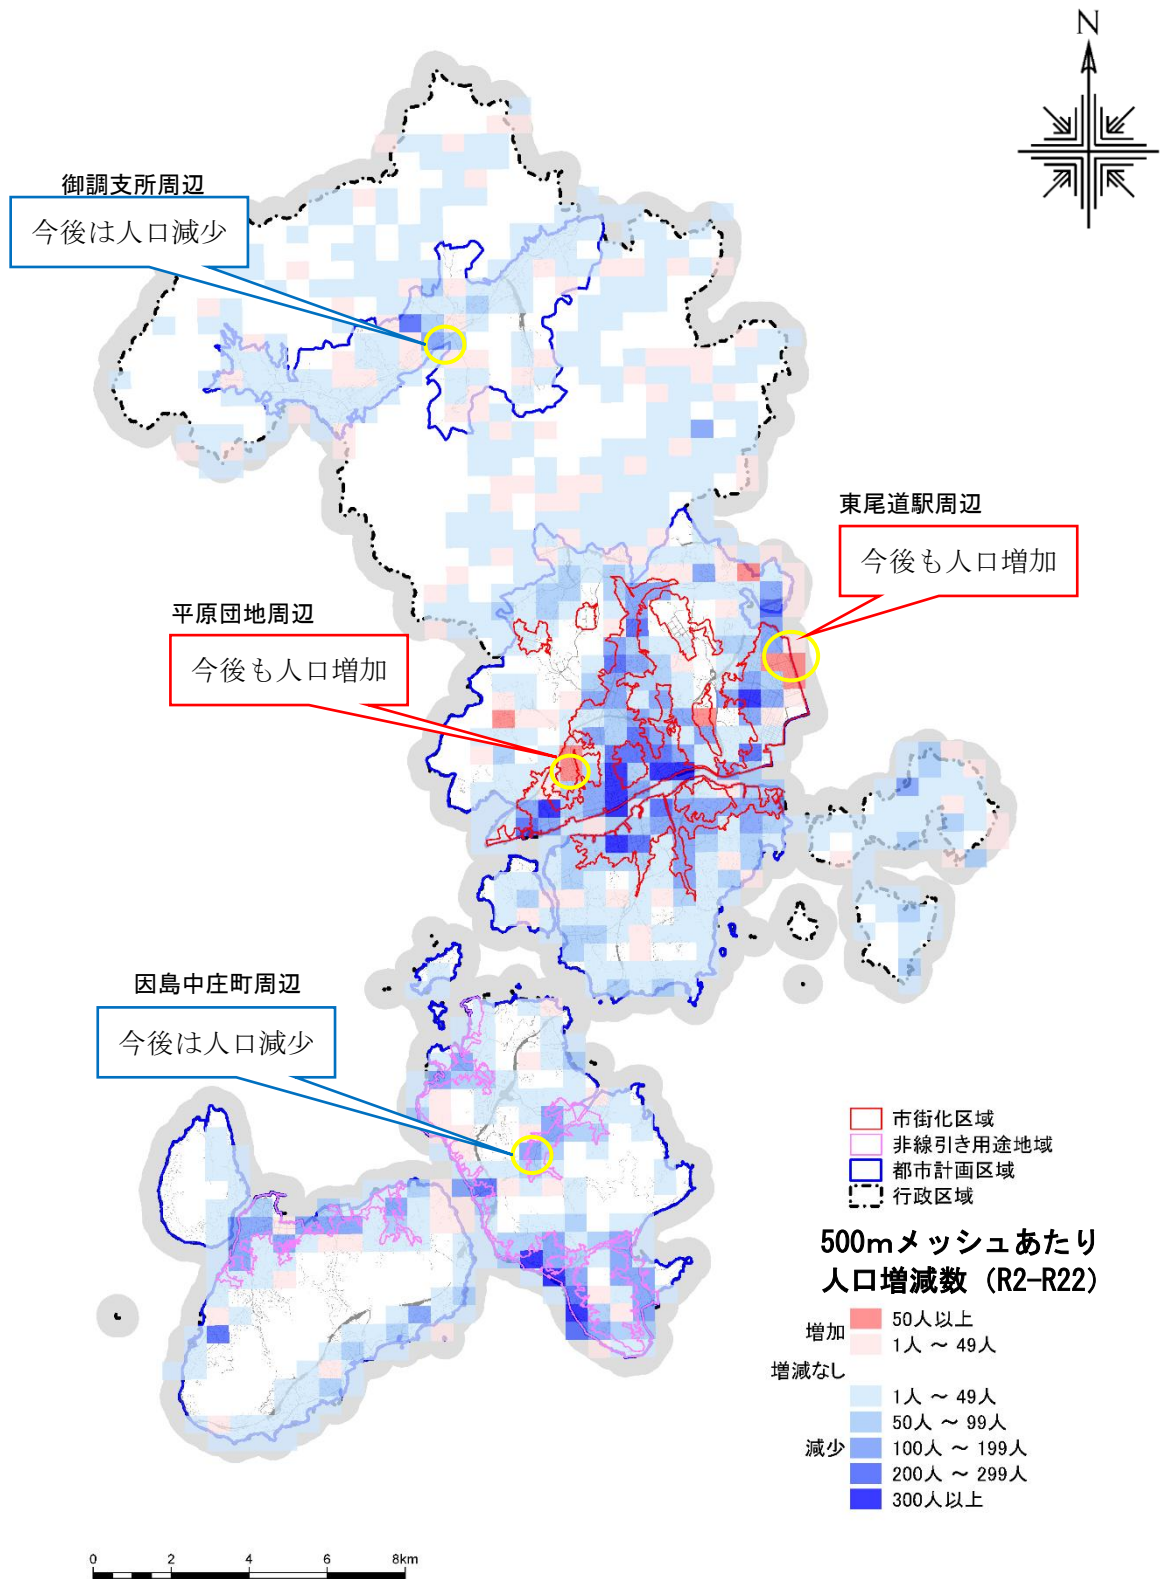 N
御調支所周辺
今後は人口減少
東尾道駅周辺
今後も人口増加
平原団地周辺
今後も人口増加
因島中庄町周辺
今後は人口減少
市街化区域
非線引き用途地域
都市計画区域
行政区域
500mメッシュあたり
人口増減数（R2-R22）
増加
50人以上
1人 ～ 49人
増減なし
減少
1人 ～ 49人
50人 ～ 99人
100人 ～ 199人
200人 ～ 299人
300人以上
0 2 4 6 8km